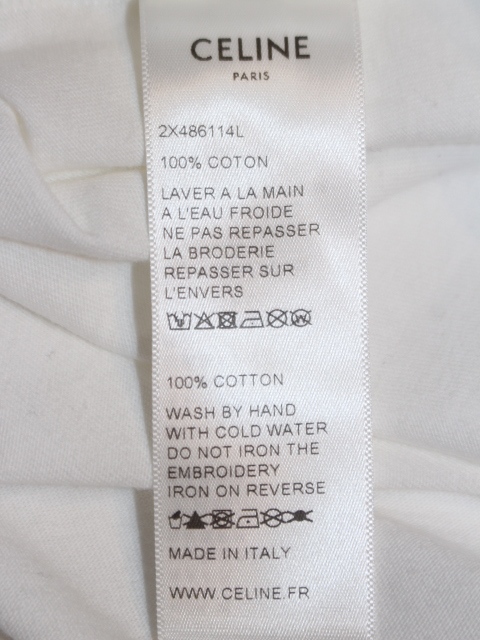 CELINE
PARIS
2X486114L
100% COTON
LAVER A LA MAIN
A L'EAU FROIDE
NE PAS REPASSER
LA BRODERIE
REPASSER SUR
L'ENVERS
100% COTTON
WASH BY HAND
WITH COLD WATER
DO NOT IRON THE
EMBROIDERY
IRON ON REVERSE
MADE IN ITALY
WWW.CELINE.FR